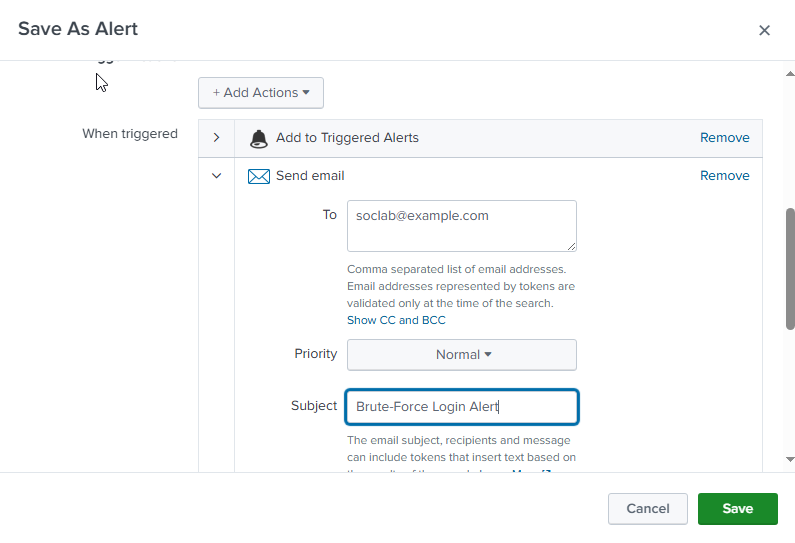 Save As Alert
+ Add Actions
When triggered
Add to Triggered Alerts
Remove
Send email
Remove
To
soclab@example.com
Comma separated list of email addresses.
Email addresses represented by tokens are
validated only at the time of the search.
Show CC and BCC
Priority
Normal
Subject
Brute-Force Login Alert
The email subject, recipients and message
can include tokens that insert text based on
Cancel
Save